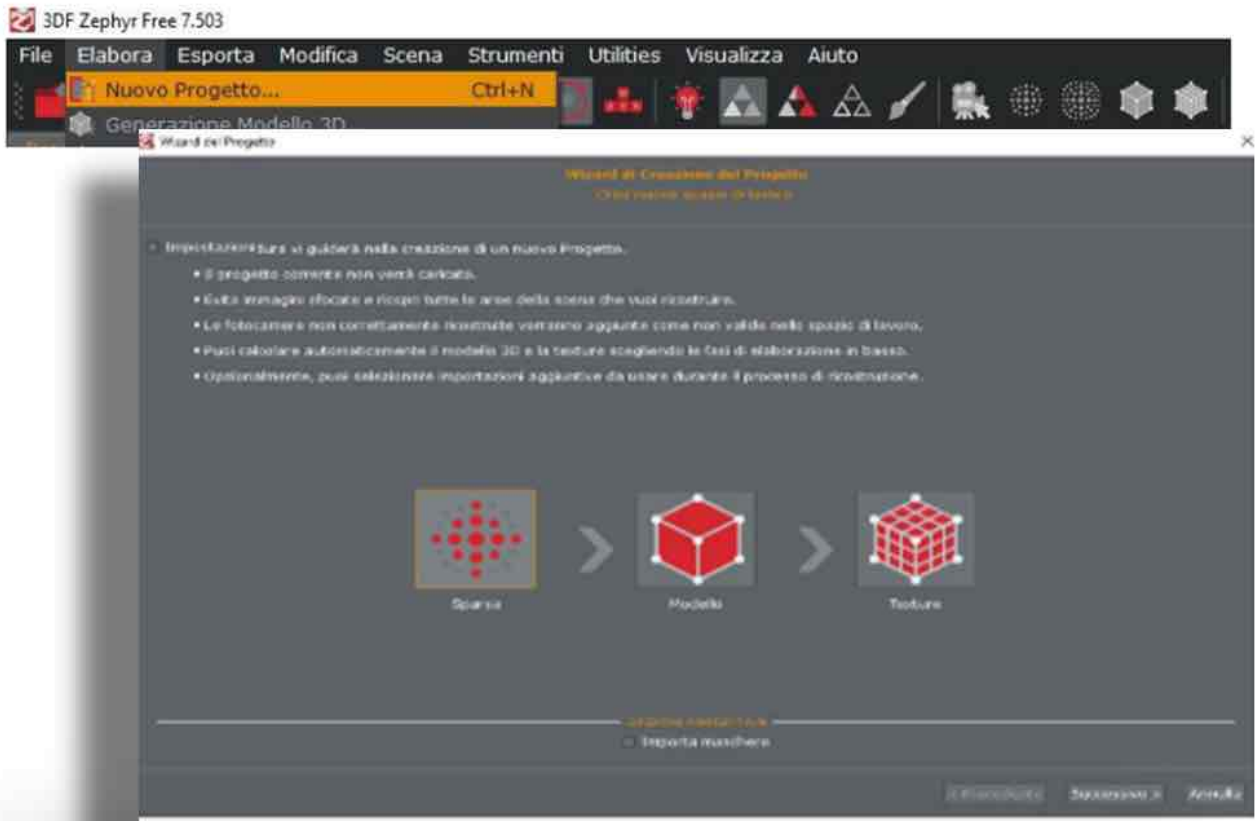 3DF Zephyr Free 7.503
File Elabora Esporta Modifica Scena Strumenti Utilities Visualizza Aiuto
Nuovo Progetto... Ctrl+N
Generazione Modello 3D
Wizard del Progetto
Wizard di Creazione del Progetto
Impostazioni tura vi guiderà nella creazione di un nuovo Progetto.
• Il progetto corrente non verrà caricato.
• Evita immagini sfocate e ricopri tutte le aree della scena che vuoi ricostruire.
• Le fotocamere non correttamente ricostruite verranno aggiunte come non valide nello spazio di lavoro.
• Puoi calcolare automaticamente il modello 3D e la texture scegliendo le fasi di elaborazione in basso.
• Opzionalmente, puoi selezionare importazioni aggiuntive da usare durante il processo di ricostruzione.
Sparsa Modello Texture
Importa maschere
Successivo > Annulla